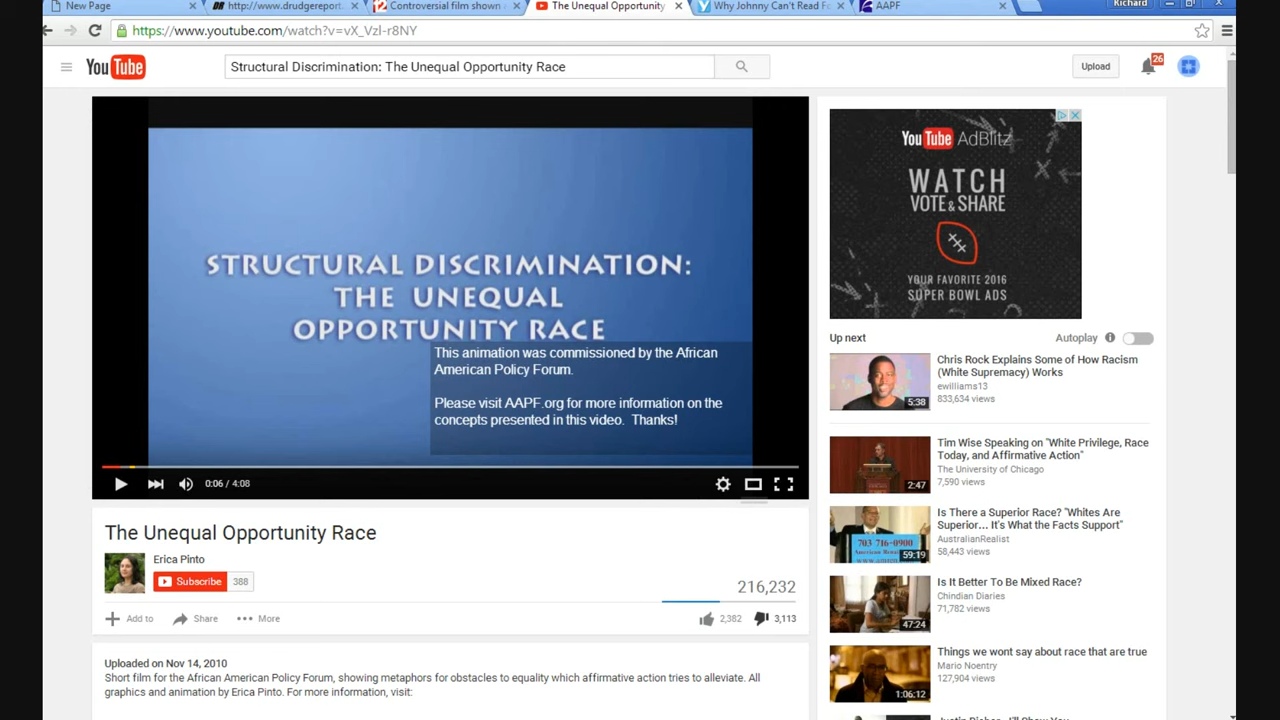 New Page
http://www.drudgereport.
Controversial film shown
The Unequal Opportunity
Why Johnny Can't Read F
AAPF
Richard
https://www.youtube.com/watch?v=vX_VzI-r8NY
YouTube
Structural Discrimination: The Unequal Opportunity Race
Upload
26
STRUCTURAL DISCRIMINATION:
THE UNEQUAL
OPPORTUNITY RACE
This animation was commissioned by the African
American Policy Forum.
Please visit AAPF.org for more information on the
concepts presented in this video. Thanks!
0:06 / 4:08
The Unequal Opportunity Race
Erica Pinto
Subscribe 388
216,232
Add to Share More
2,382 3,113
Uploaded on Nov 14, 2010
Short film for the African American Policy Forum, showing metaphors for obstacles to equality which affirmative action tries to alleviate. All
graphics and animation by Erica Pinto. For more information, visit:
YouTube AdBlitz
WATCH
VOTE & SHARE
YOUR FAVORITE 2016
SUPER BOWL ADS
Up next
Autoplay
Chris Rock Explains Some of How Racism
(White Supremacy) Works
ewilliams13
833,634 views
5:38
Tim Wise Speaking on "White Privilege, Race
Today, and Affirmative Action"
The University of Chicago
7,590 views
2:47
Is There a Superior Race? "Whites Are
Superior... It's What the Facts Support"
AustralianRealist
58,443 views
703 716-0900
American Rena
59:19
Is It Better To Be Mixed Race?
Chindian Diaries
71,782 views
47:24
Things we wont say about race that are true
Mario Noentry
127,904 views
1:06:12